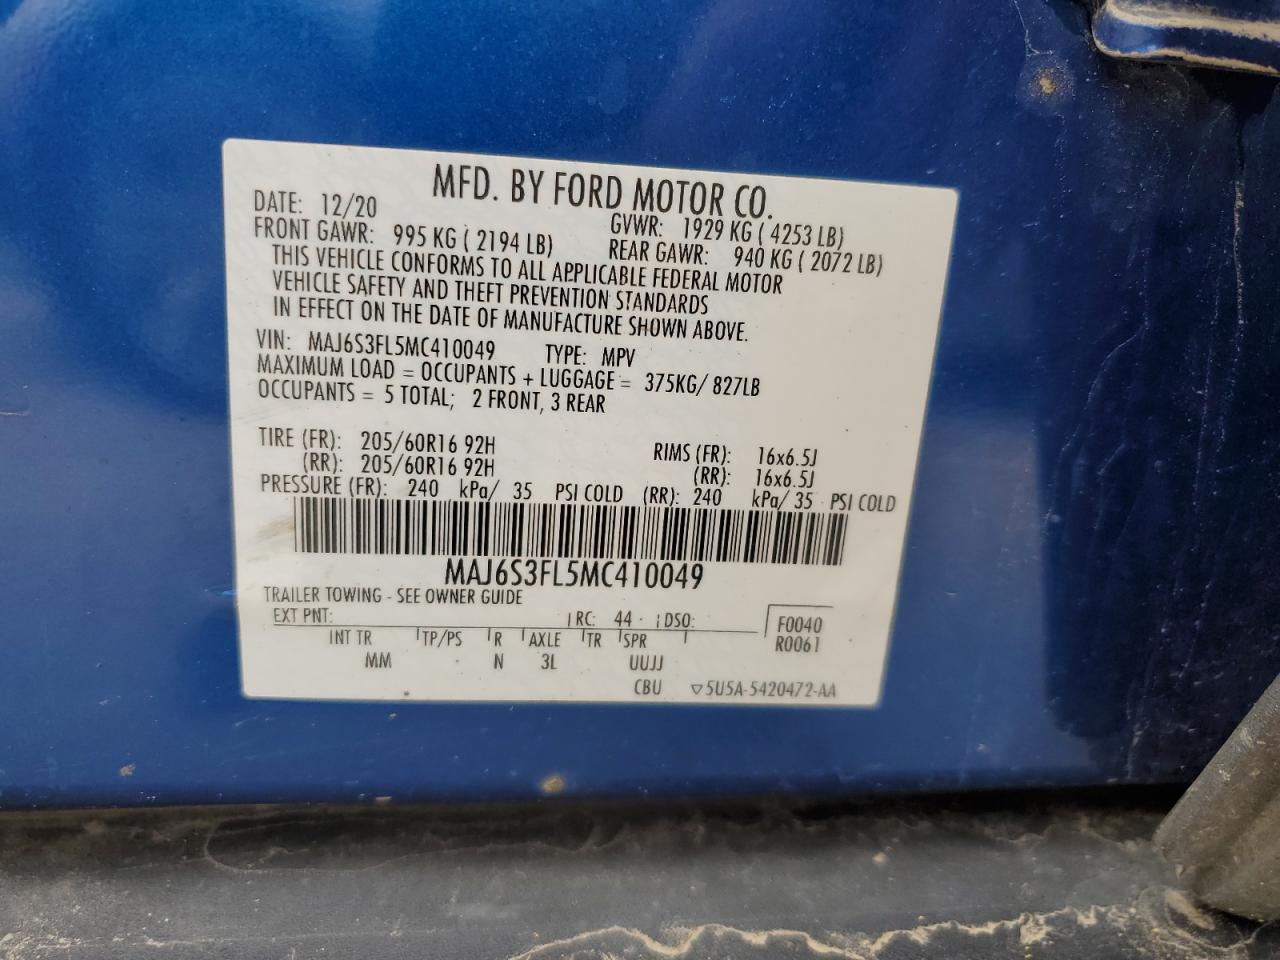 MFD. BY FORD MOTOR CO.
DATE: 12/20 GVWR: 1929 KG ( 4253 LB)
FRONT GAWR: 995 KG ( 2194 LB) REAR GAWR: 940 KG ( 2072 LB)
THIS VEHICLE CONFORMS TO ALL APPLICABLE FEDERAL MOTOR
VEHICLE SAFETY AND THEFT PREVENTION STANDARDS
IN EFFECT ON THE DATE OF MANUFACTURE SHOWN ABOVE.
VIN: MAJ6S3FL5MC410049 TYPE: MPV
MAXIMUM LOAD = OCCUPANTS + LUGGAGE = 375KG/ 827LB
OCCUPANTS = 5 TOTAL; 2 FRONT, 3 REAR
TIRE (FR): 205/60R16 92H RIMS (FR): 16x6.5J
(RR): 205/60R16 92H (RR): 16x6.5J
PRESSURE (FR): 240 kPa/ 35 PSI COLD (RR): 240 kPa/ 35 PSI COLD
MAJ6S3FL5MC410049
TRAILER TOWING - SEE OWNER GUIDE
EXT PNT: RC: 44 DSO: F0040
INT TR TP/PS R AXLE TR SPR R0061
MM N 3L UUJJ
CBU ▽5U5A-5420472-AA